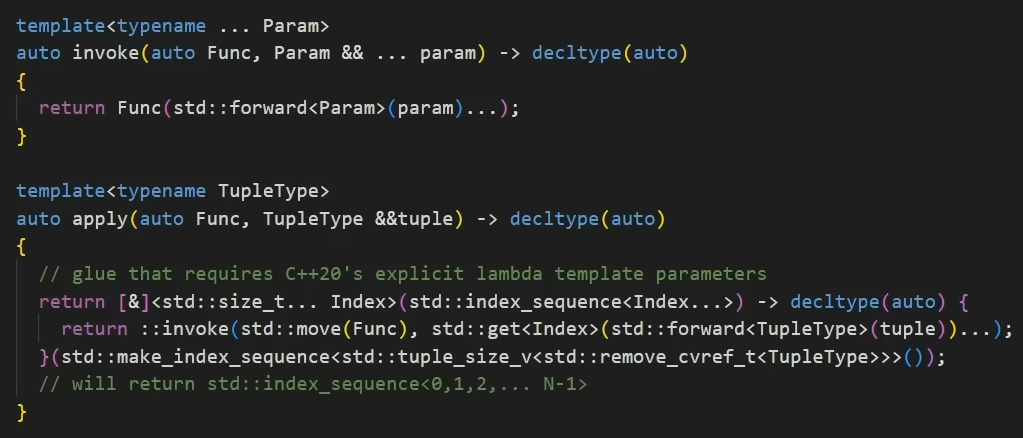 template<typename ... Param>
auto invoke(auto Func, Param && ... param) -> decltype(auto)
{
  return Func(std::forward<Param>(param)...);
}

template<typename TupleType>
auto apply(auto Func, TupleType &&tuple) -> decltype(auto)
{
  // glue that requires C++20's explicit lambda template parameters
  return [&]<std::size_t... Index>(std::index_sequence<Index...>) -> decltype(auto) {
    return ::invoke(std::move(Func), std::get<Index>(std::forward<TupleType>(tuple))...);
  }(std::make_index_sequence<std::tuple_size_v<std::remove_cvref_t<TupleType>>>());
  // will return std::index_sequence<0,1,2,... N-1>
}